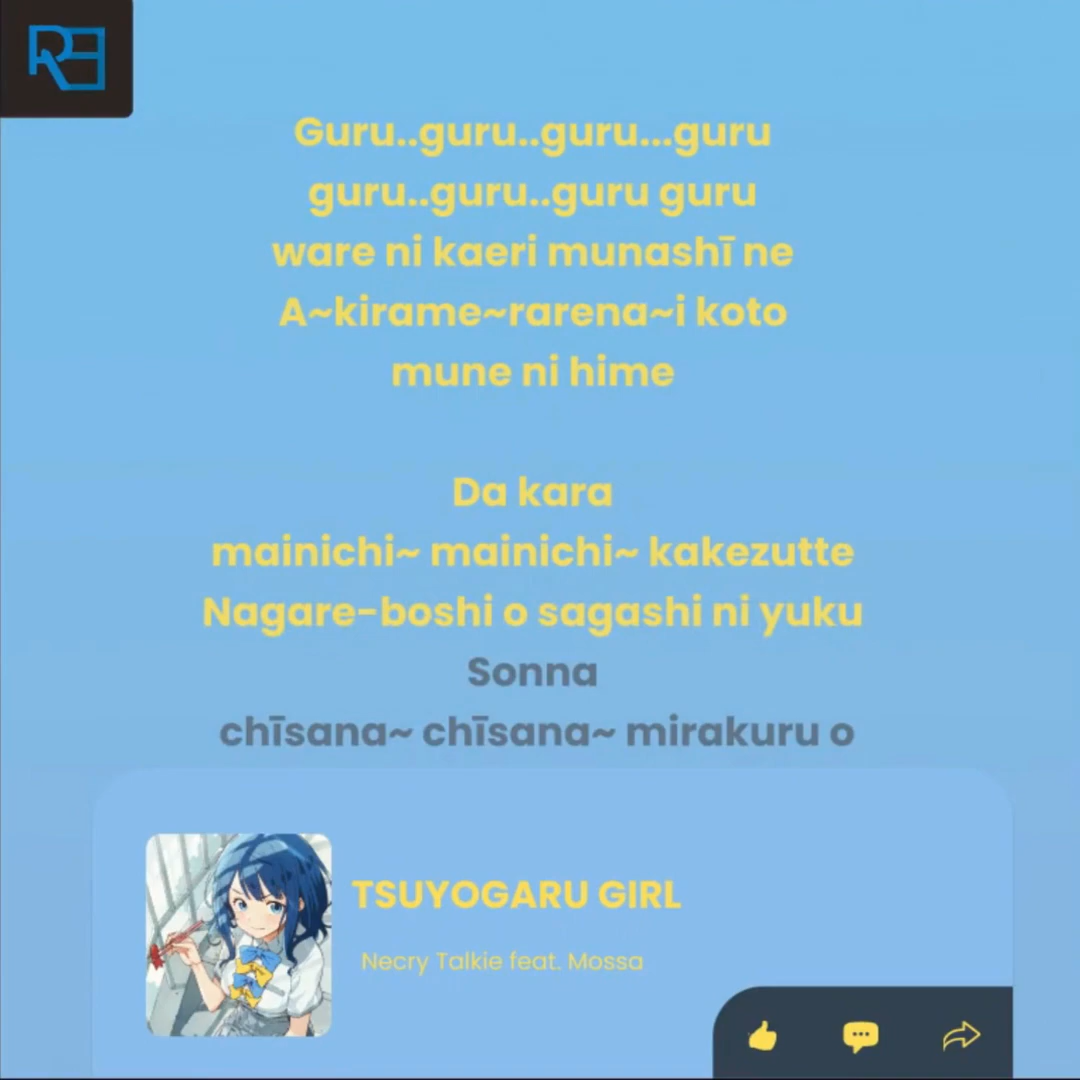 RE
Guru..guru..guru...guru
guru..guru..guru guru
ware ni kaeri munashī ne
A~kirame~rarena~i koto
mune ni hime
Da kara
mainichi~ mainichi~ kakezutte
Nagare-boshi o sagashi ni yuku
Sonna
chīsana~ chīsana~ mirakuru o
TSUYOGARU GIRL
Necry Talkie feat. Mossa